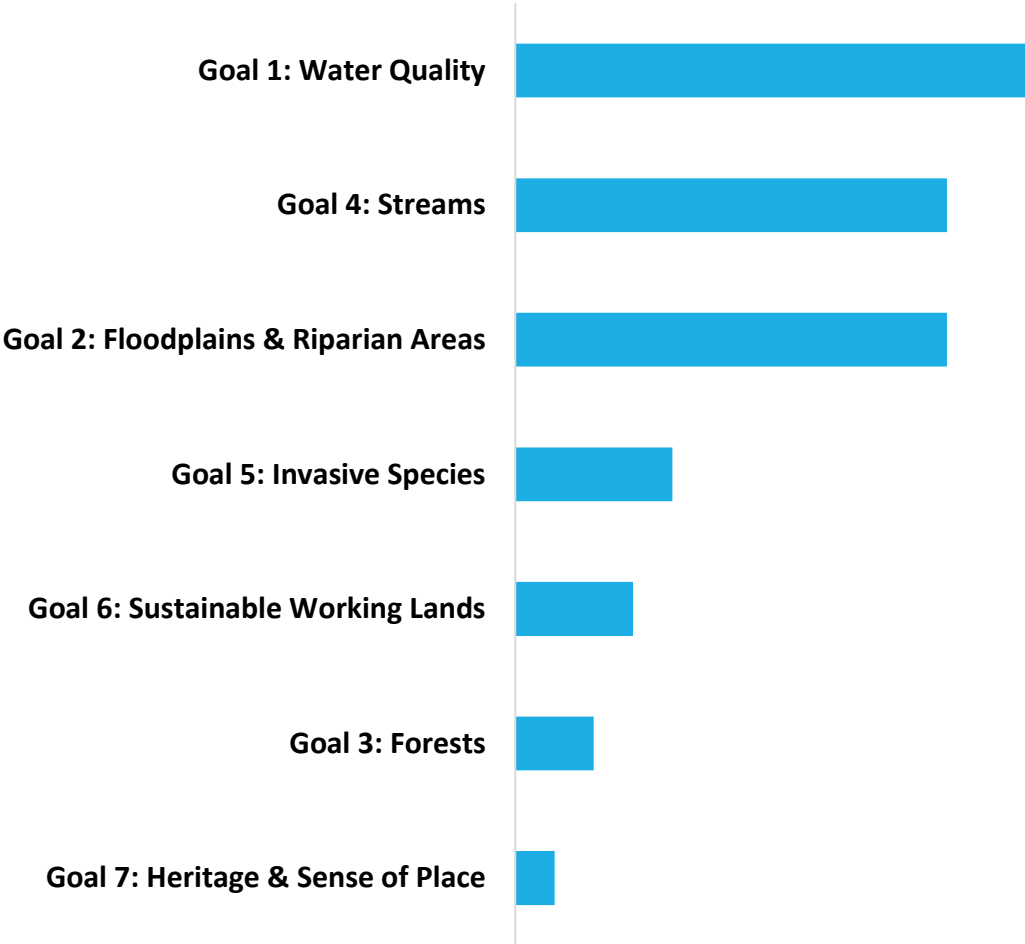 Goal 1: Water Quality
Goal 4: Streams
Goal 2: Floodplains & Riparian Areas
Goal 5: Invasive Species
Goal 6: Sustainable Working Lands
Goal 3: Forests
Goal 7: Heritage & Sense of Place